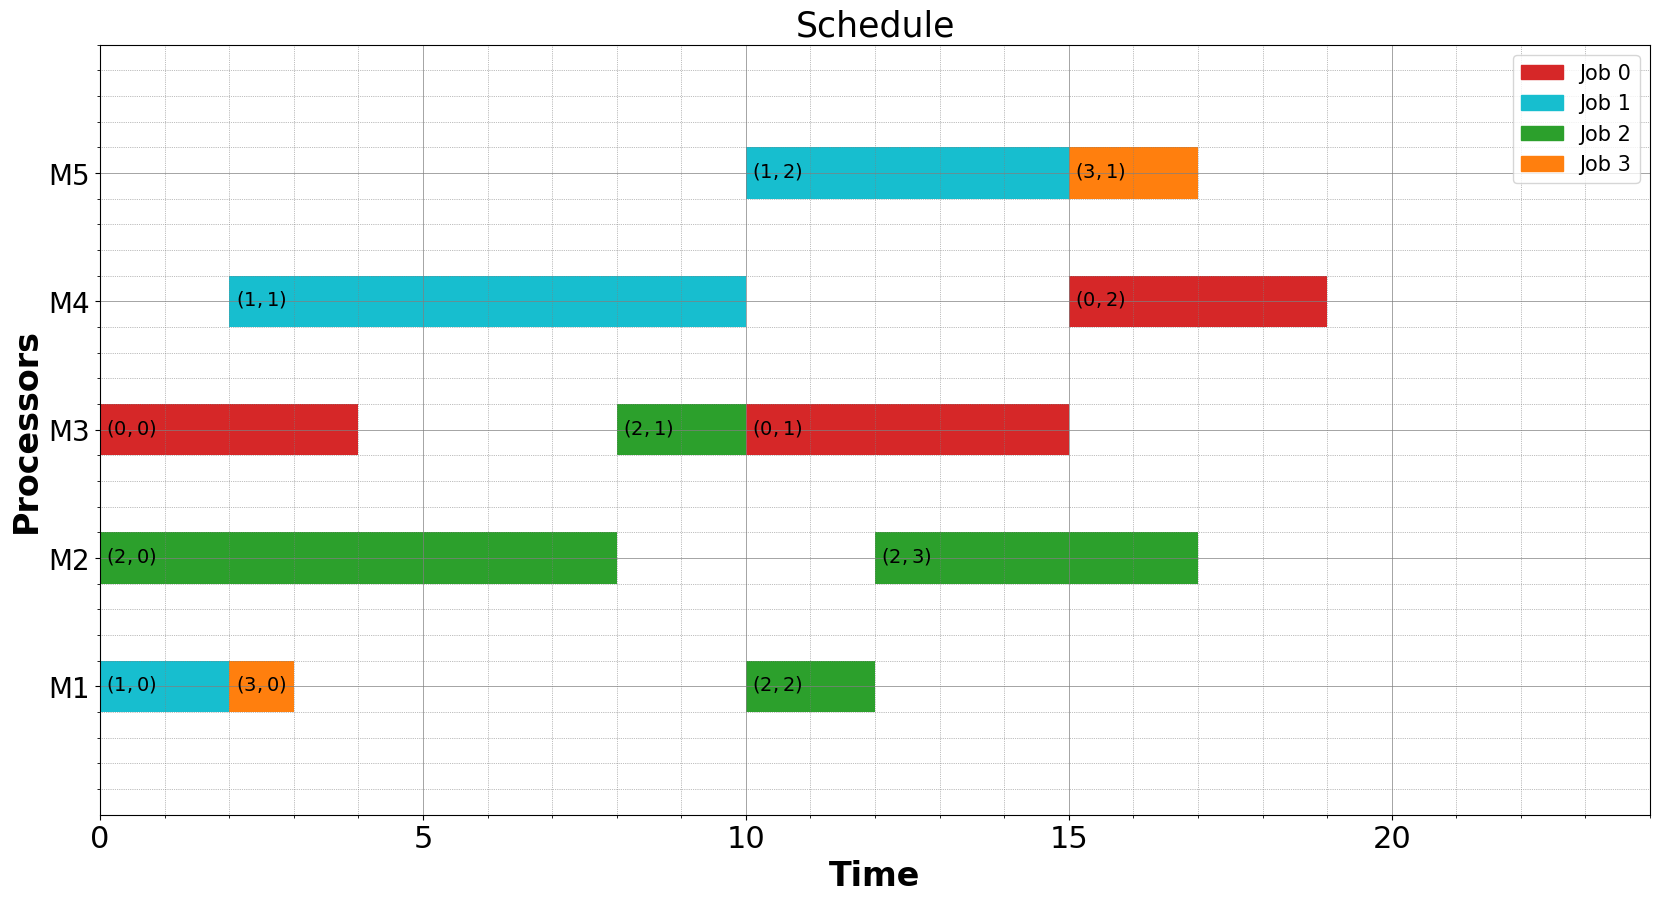 Schedule
Job 0
Job 1
Job 2
Job 3
M5
(1, 2)
(3, 1)
M4
(1, 1)
(0, 2)
M3
(0, 0)
(2, 1)
(0, 1)
M2
(2, 0)
(2, 3)
M1
(1, 0)
(3, 0)
(2, 2)
Processors
0
5
10
15
20
Time